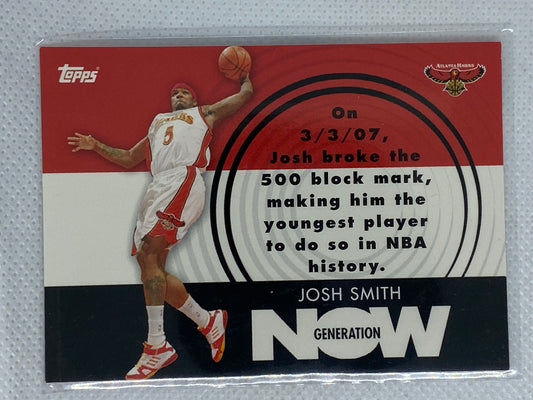 topps
ATLANTA HAWKS
On
3/3/07,
Josh broke the
500 block mark,
making him the
youngest player
to do so in NBA
history.
5
JOSH SMITH
GENERATION
NOW